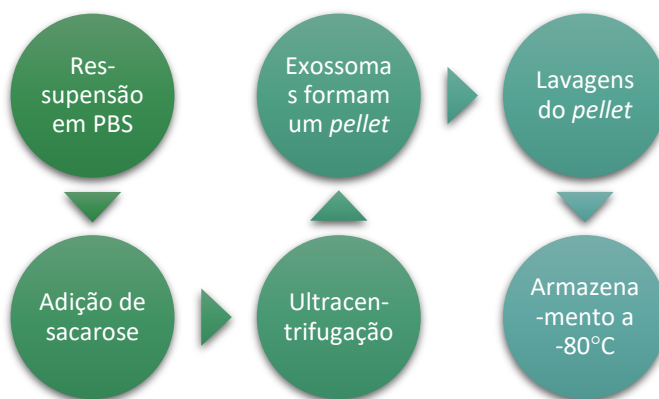 Res-
supensão
em PBS
Adição de
sacarose
Ultracen-
trifugação
Exossoma
s formam
um pellet
Lavagens
do pellet
Armazena
-mento a
-80°C